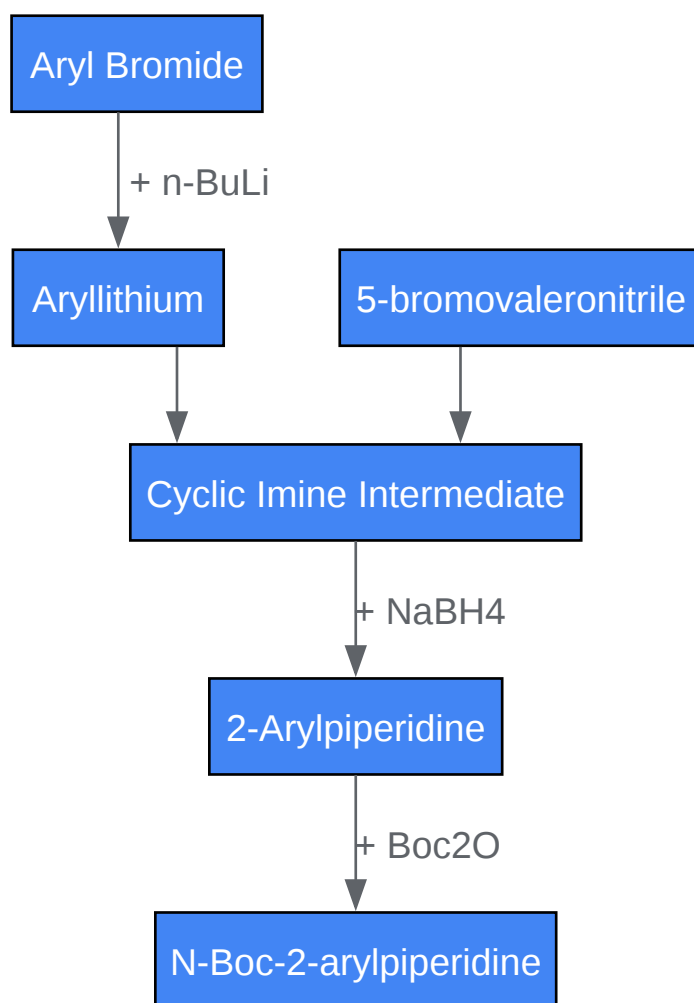 Aryl Bromide
+ n-BuLi
Aryllithium
5-bromovaleronitrile
Cyclic Imine Intermediate
+ NaBH4
2-Arylpiperidine
+ Boc2O
N-Boc-2-arylpiperidine